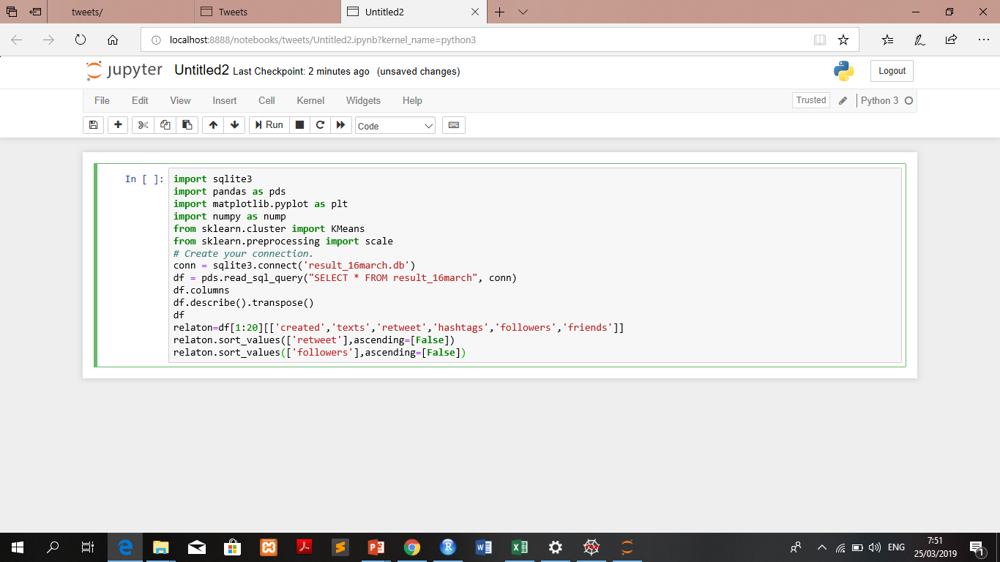 tweets/
Tweets
Untitled2
localhost:8888/notebooks/tweets/Untitled2.ipynb?kernel_name=python3
jupyter Untitled2 Last Checkpoint: 2 minutes ago (unsaved changes)
Logout
File Edit View Insert Cell Kernel Widgets Help
Trusted
Python 3
Run
Code
In [ ]:
import sqlite3
import pandas as pds
import matplotlib.pyplot as plt
import numpy as nump
from sklearn.cluster import KMeans
from sklearn.preprocessing import scale
# Create your connection.
conn = sqlite3.connect('result_16march.db')
df = pds.read_sql_query("SELECT * FROM result_16march", conn)
df.columns
df.describe().transpose()
df
relaton=df[1:20][['created','texts','retweet','hashtags','followers','friends']]
relaton.sort_values(['retweet'],ascending=[False])
relaton.sort_values(['followers'],ascending=[False])
ENG
7:51
25/03/2019
1